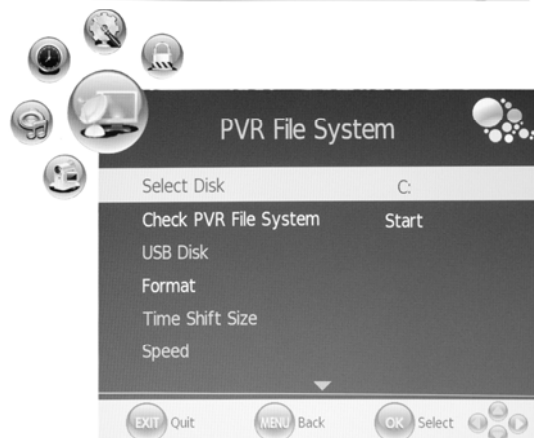 PVR File System
Select Disk C:
Check PVR File System Start
USB Disk
Format
Time Shift Size
Speed
EXIT Quit MENU Back OK Select